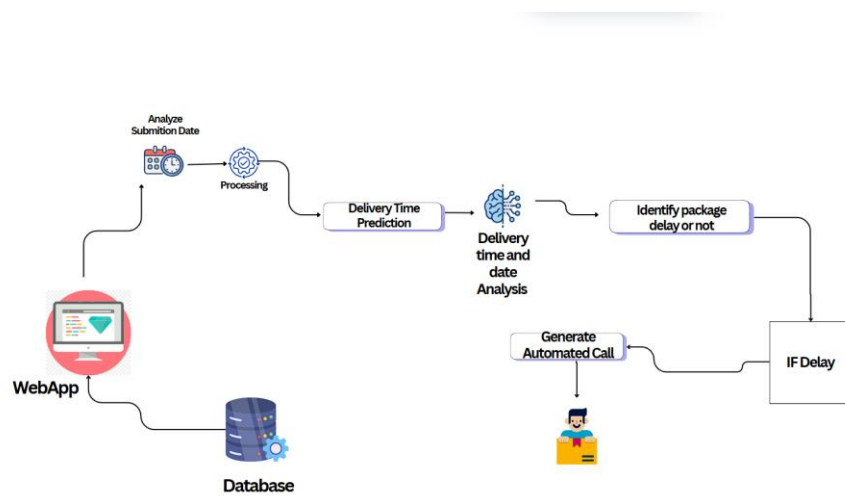 Analyze
Submition Date
Processing
Delivery Time
Prediction
Delivery
time and
date
Analysis
Identify package
delay or not
IF Delay
Generate
Automated Call
WebApp
Database